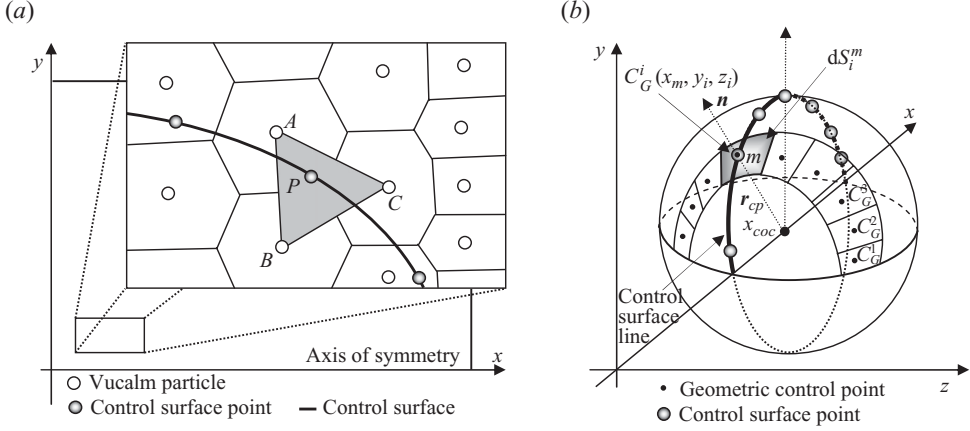 (a)
y
A
P
C
B
Axis of symmetry
x
Vucalm particle
Control surface point
Control surface
(b)
y
dS_i^m
C_G^i (x_m, y_i, z_i)
n
x
m
r_cp
x_coc
C_G^3
C_G^2
C_G^1
Control
surface
line
z
Geometric control point
Control surface point